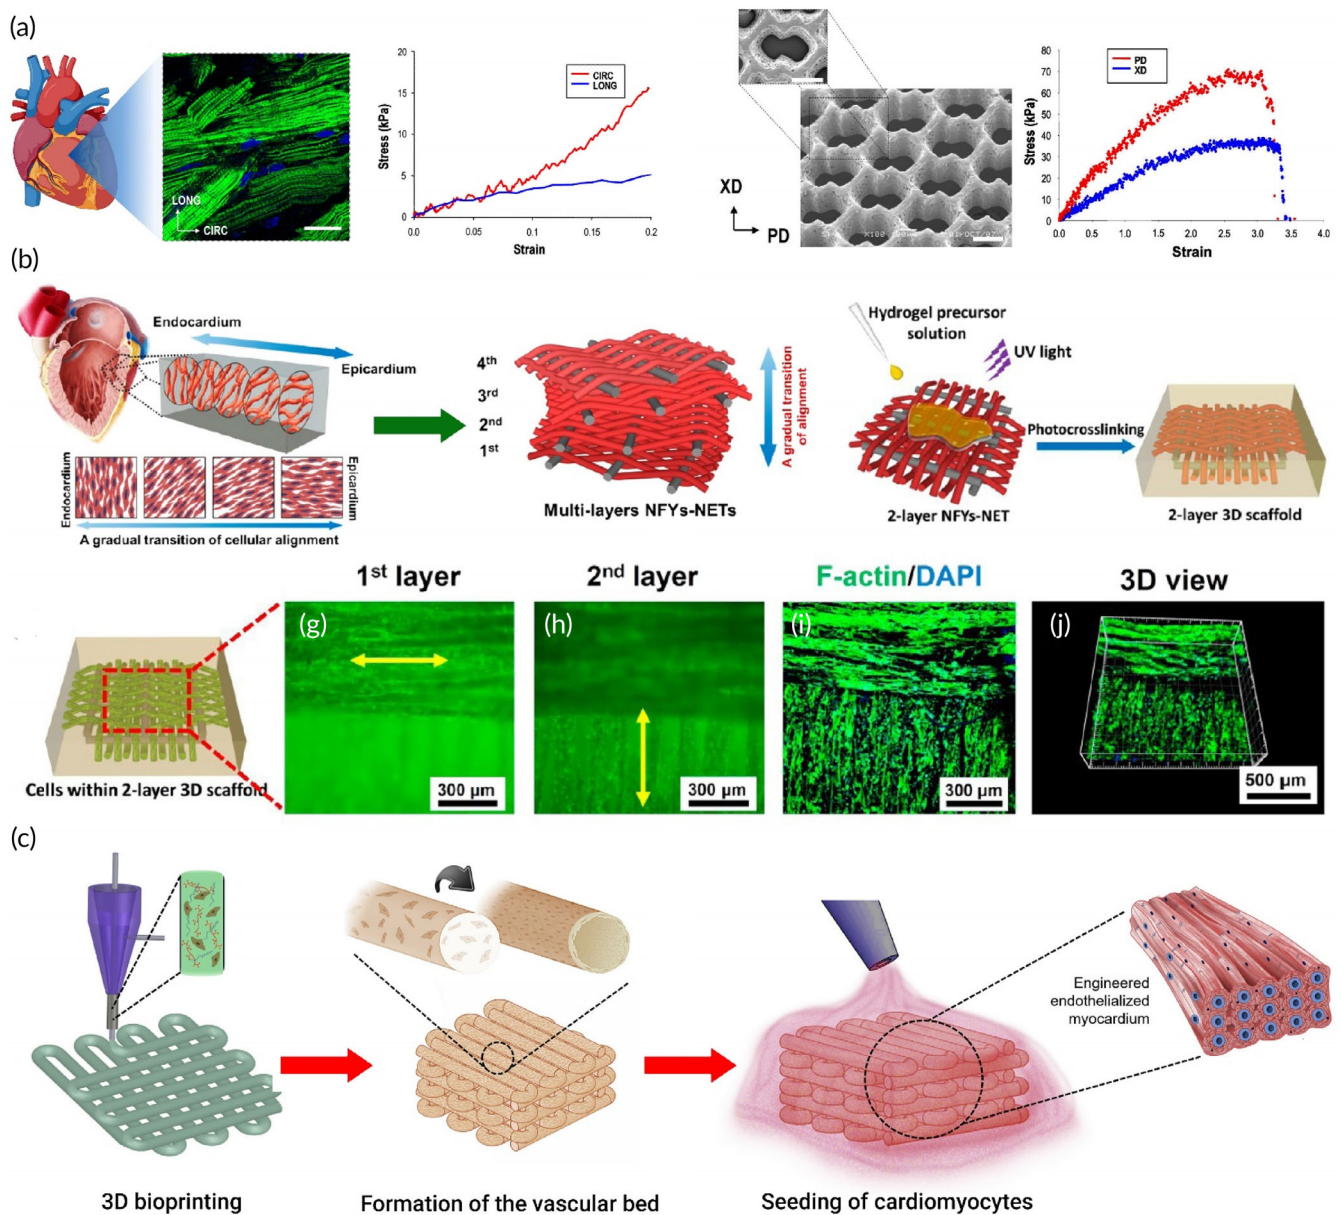 (a)
LONG
CIRC
20
15
10
5
0
Stress (kPa)
CIRC
LONG
0.0
0.05
0.1
0.15
0.2
Strain
XD
PD
X100
80
70
60
50
40
30
20
10
0
Stress (kPa)
PD
XD
0.0
0.5
1.0
1.5
2.0
2.5
3.0
3.5
4.0
Strain
(b)
Endocardium
Epicardium
Endocardium
Epicardium
A gradual transition of cellular alignment
4th
3rd
2nd
1st
A gradual transition
of alignment
Multi-layers NFYs-NETs
Hydrogel precursor
solution
UV light
2-layer NFYs-NET
Photocrosslinking
2-layer 3D scaffold
Cells within 2-layer 3D scaffold
1st layer
(g)
300 µm
2nd layer
(h)
300 µm
F-actin/DAPI
(i)
300 µm
3D view
(j)
500 µm
(c)
3D bioprinting
Formation of the vascular bed
Seeding of cardiomyocytes
Engineered
endothelialized
myocardium